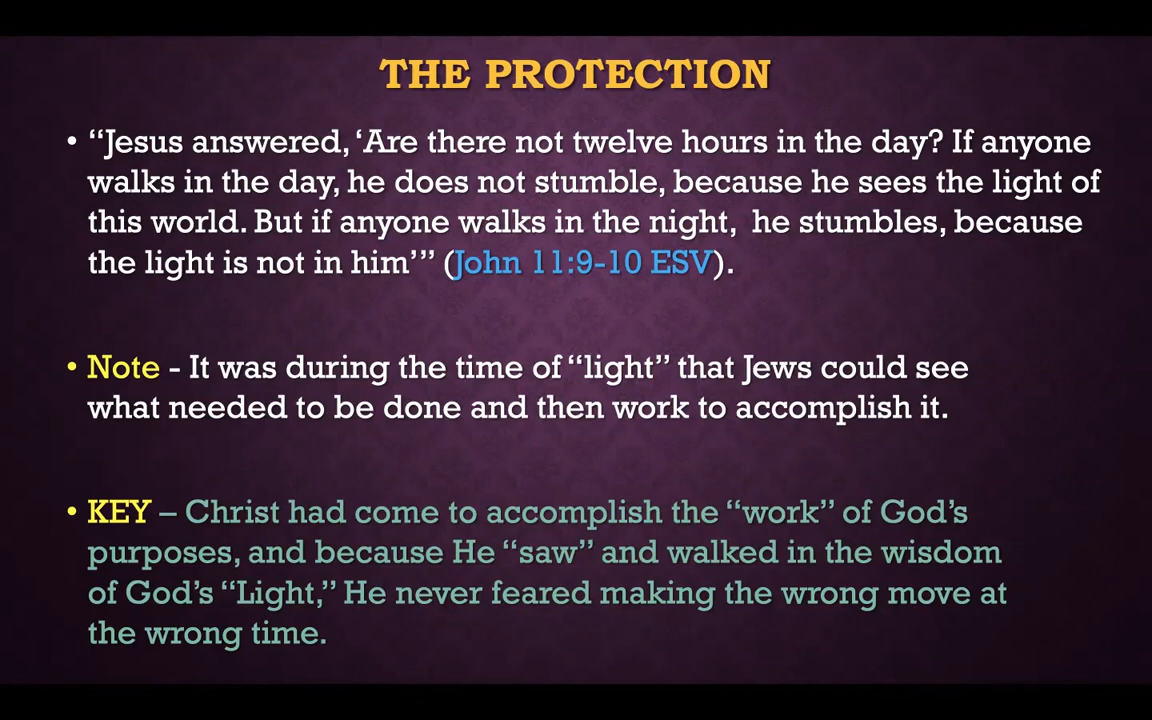 THE PROTECTION
• “Jesus answered, ‘Are there not twelve hours in the day? If anyone
walks in the day, he does not stumble, because he sees the light of
this world. But if anyone walks in the night,  he stumbles, because
the light is not in him’” (John 11:9-10 ESV).
• Note - It was during the time of “light” that Jews could see
what needed to be done and then work to accomplish it.
• KEY – Christ had come to accomplish the “work” of God’s
purposes, and because He “saw” and walked in the wisdom
of God’s “Light,” He never feared making the wrong move at
the wrong time.